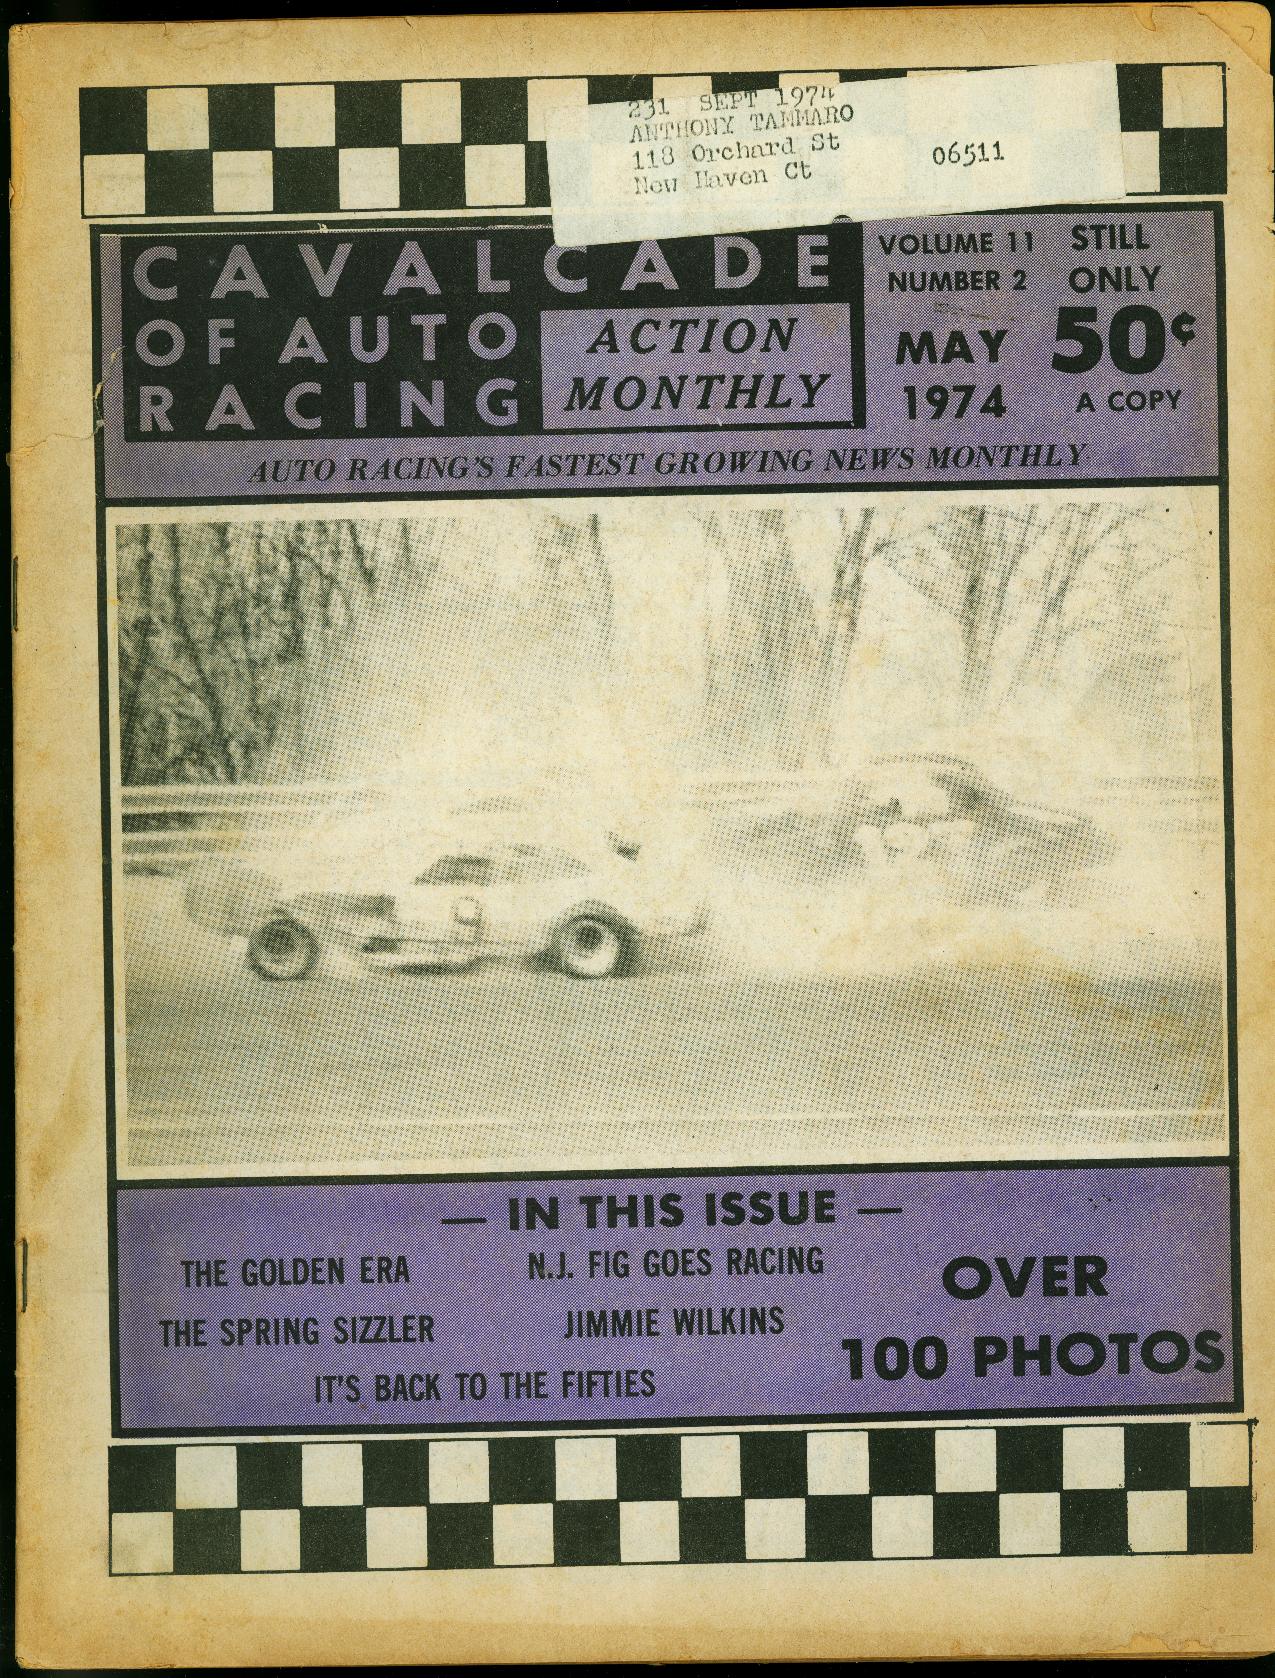 231 SEPT 1974
ANTHONY TAMMARO
118 Orchard St
New Haven Ct
06511
CAVALCADE
OF AUTO
RACING
ACTION
MONTHLY
VOLUME 11
NUMBER 2
MAY
1974
STILL
ONLY
50¢
A COPY
AUTO RACING'S FASTEST GROWING NEWS MONTHLY
9
— IN THIS ISSUE —
THE GOLDEN ERA
N.J. FIG GOES RACING
THE SPRING SIZZLER
JIMMIE WILKINS
IT'S BACK TO THE FIFTIES
OVER
100 PHOTOS